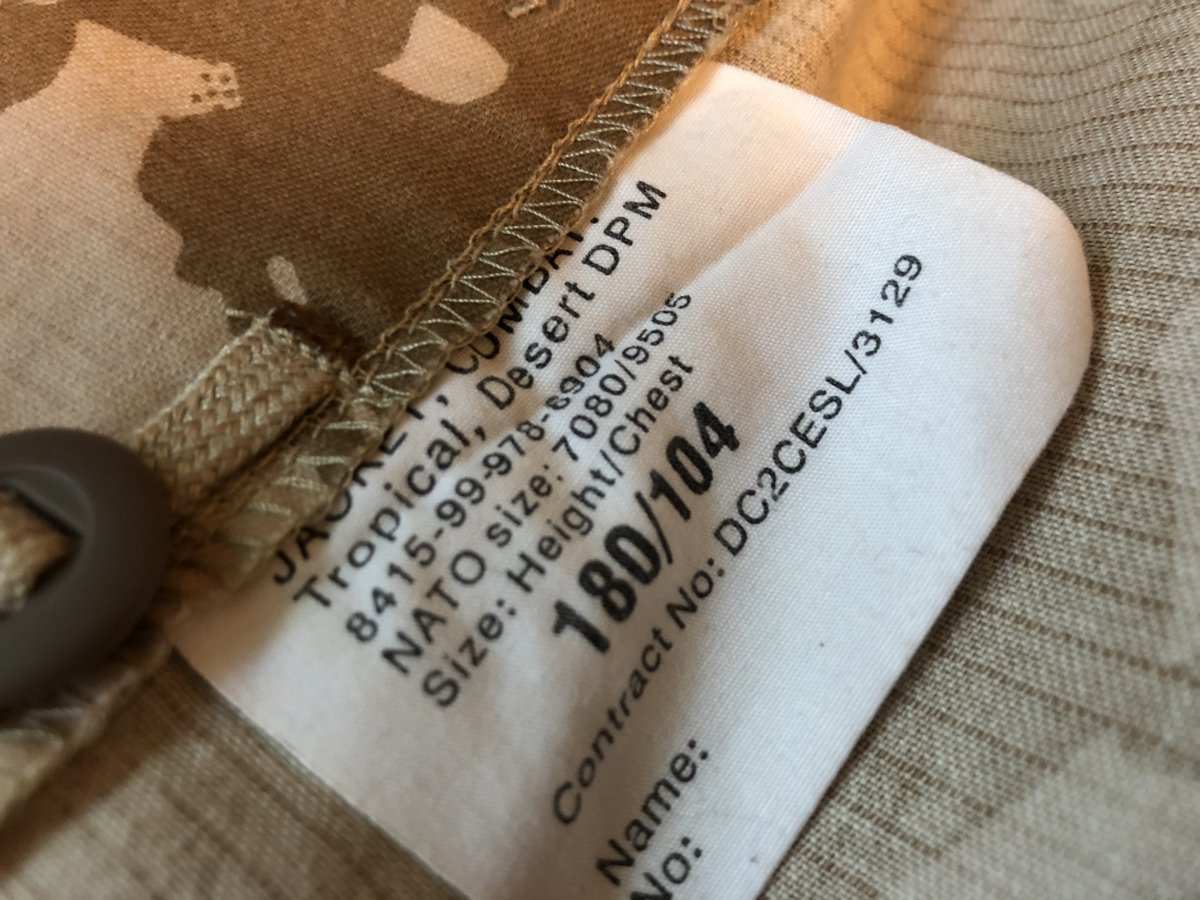 JACKET, COMBAT.
Tropical, Desert DPM
8415-99-978-6904
NATO size: 7080/9505
Size: Height/Chest
180/104
Contract No: DC2CESL/3129
Name:
No: